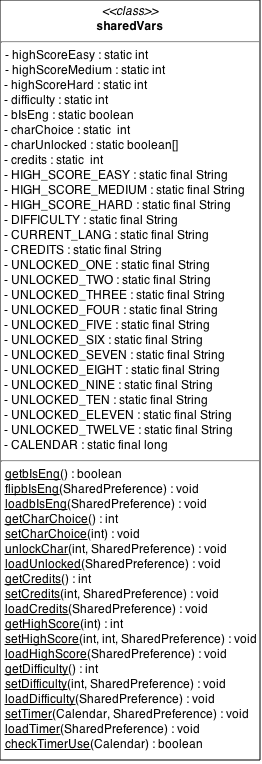 <<class>>
sharedVars
- highScoreEasy : static int
- highScoreMedium : static int
- highScoreHard : static int
- difficulty : static int
- bIsEng : static boolean
- charChoice : static  int
- charUnlocked : static boolean[]
- credits : static  int
- HIGH_SCORE_EASY : static final String
- HIGH_SCORE_MEDIUM : static final String
- HIGH_SCORE_HARD : static final String
- DIFFICULTY : static final String
- CURRENT_LANG : static final String
- CREDITS : static final String
- UNLOCKED_ONE : static final String
- UNLOCKED_TWO : static final String
- UNLOCKED_THREE : static final String
- UNLOCKED_FOUR : static final String
- UNLOCKED_FIVE : static final String
- UNLOCKED_SIX : static final String
- UNLOCKED_SEVEN : static final String
- UNLOCKED_EIGHT : static final String
- UNLOCKED_NINE : static final String
- UNLOCKED_TEN : static final String
- UNLOCKED_ELEVEN : static final String
- UNLOCKED_TWELVE : static final String
- CALENDAR : static final long
getbIsEng() : boolean
flipbIsEng(SharedPreference) : void
loadbIsEng(SharedPreference) : void
getCharChoice() : int
setCharChoice(int) : void
unlockChar(int, SharedPreference) : void
loadUnlocked(SharedPreference) : void
getCredits() : int
setCredits(int, SharedPreference) : void
loadCredits(SharedPreference) : void
getHighScore(int) : int
setHighScore(int, int, SharedPreference) : void
loadHighScore(SharedPreference) : void
getDifficulty() : int
setDifficulty(int, SharedPreference) : void
loadDifficulty(SharedPreference) : void
setTimer(Calendar, SharedPreference) : void
loadTimer(SharedPreference) : void
checkTimerUse(Calendar) : boolean